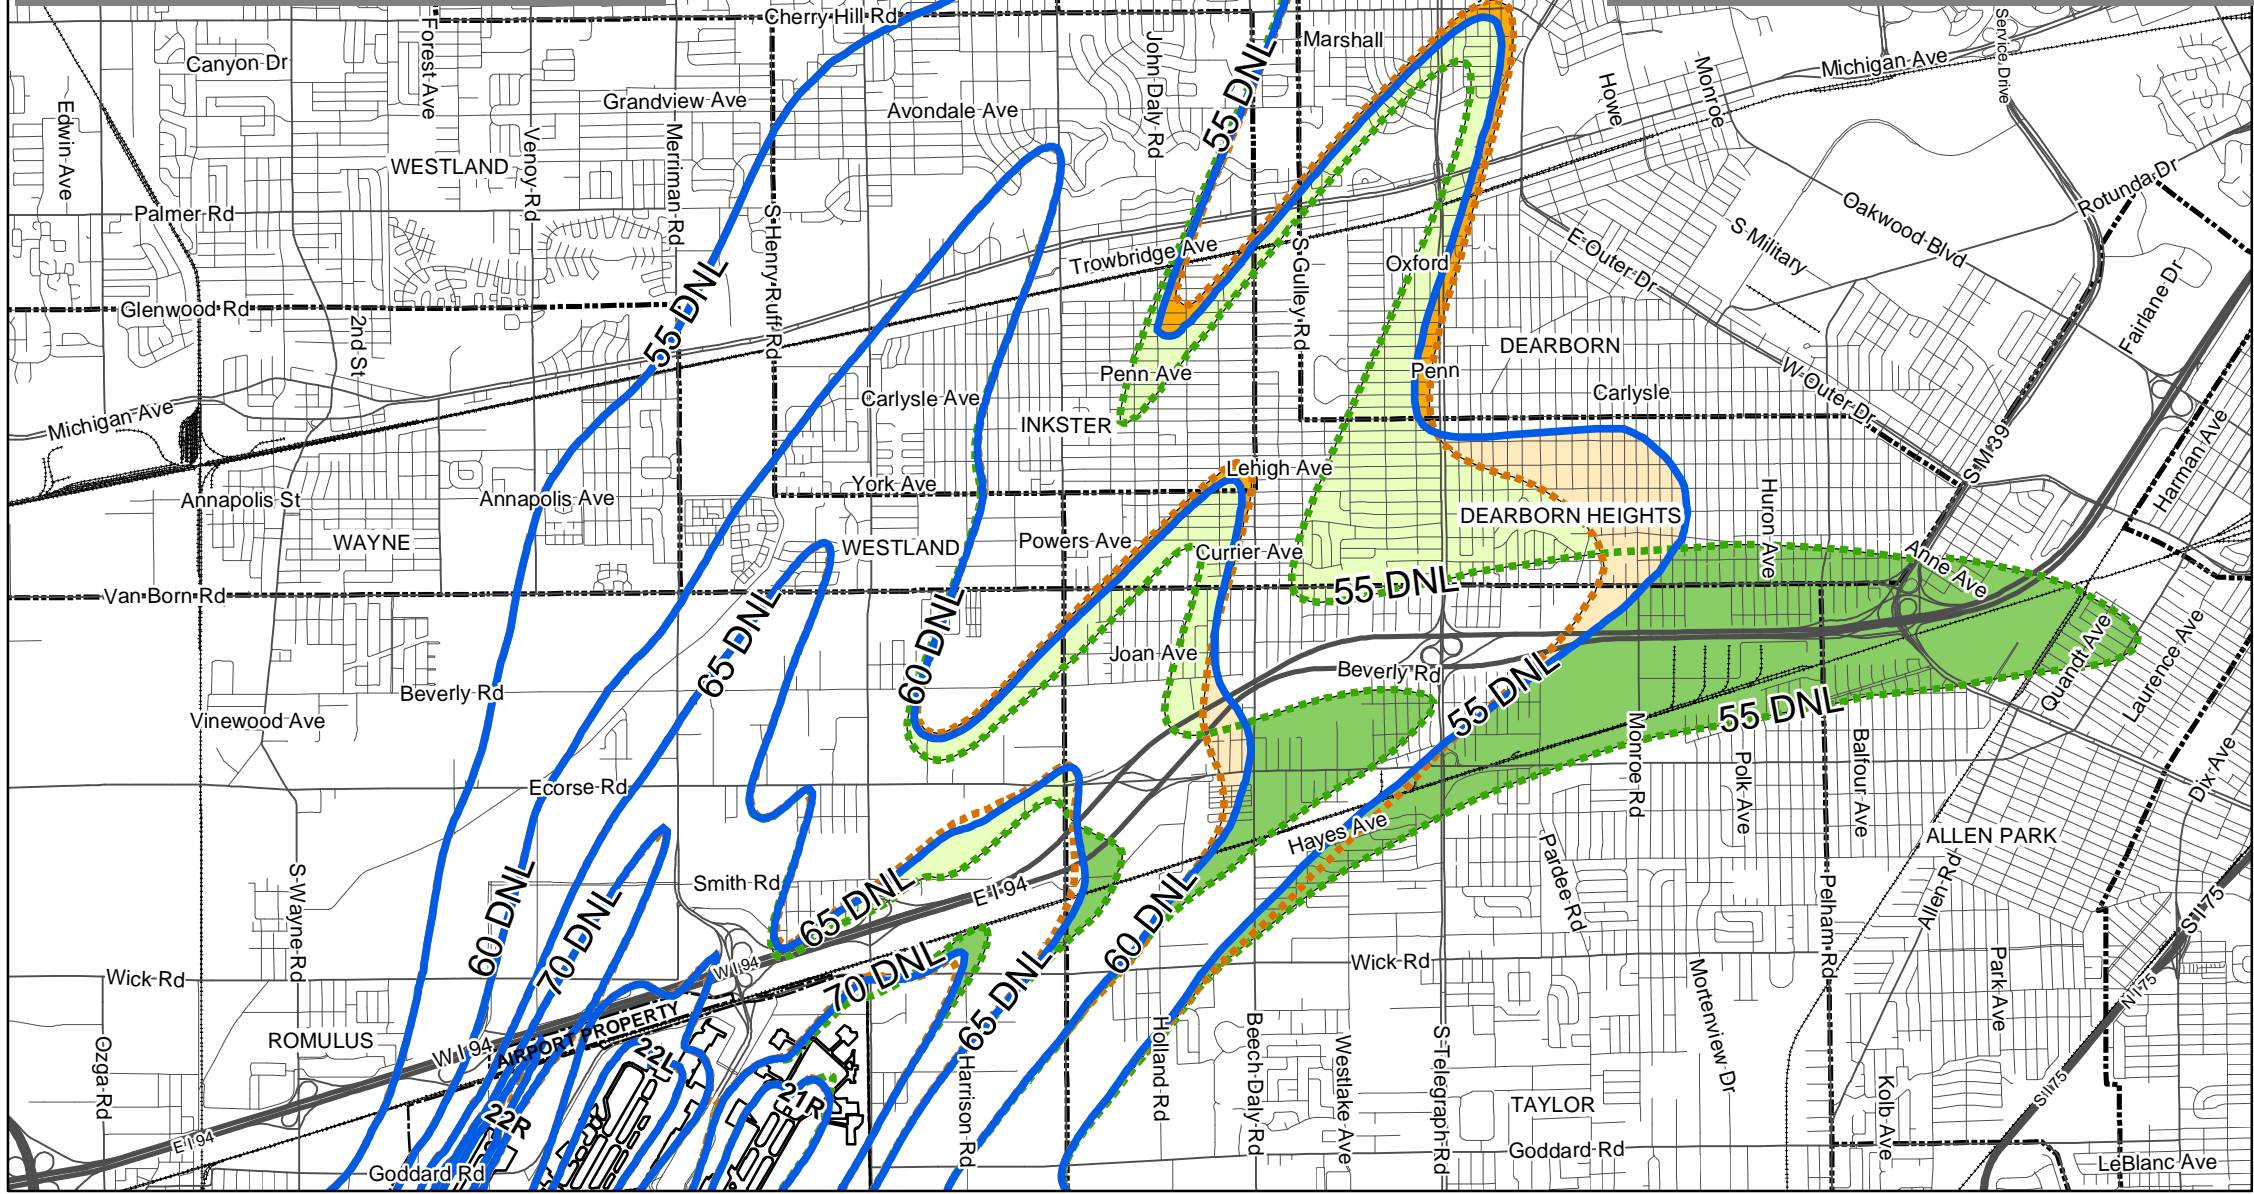 Cherry Hill Rd
Forest Ave
Canyon Dr
Marshall
John Daly Rd
55 DNL
Service Drive
Michigan Ave
Monroe
Howe
Edwin Ave
Grandview Ave
Avondale Ave
Venoy Rd
Merriman Rd
WESTLAND
Palmer Rd
S Henry Ruff Rd
Rotunda Dr
Oakwood Blvd
S Military
E Outer Dr
Trowbridge Ave
S Gulley Rd
Oxford
Glenwood Rd
2nd St
55 DNL
Fairlane Dr
DEARBORN
Penn Ave
Penn
Carlysle
W Outer Dr
Carlysle Ave
Michigan Ave
INKSTER
Harman Ave
S M 39
Lehigh Ave
York Ave
Annapolis St
Annapolis Ave
Huron Ave
DEARBORN HEIGHTS
WAYNE
WESTLAND
Powers Ave
Currier Ave
Anne Ave
55 DNL
Van Born Rd
65 DNL
60 DNL
Joan Ave
Beverly Rd
Beverly Rd
Quandt Ave
Laurence Ave
Vinewood Ave
55 DNL
55 DNL
Monroe Rd
Polk Ave
Balfour Ave
Dix Ave
Ecorse Rd
Hayes Ave
ALLEN PARK
Pardee Rd
Smith Rd
E I 94
65 DNL
S Wayne Rd
60 DNL
70 DNL
60 DNL
Pelham Rd
Allen Rd
S I 75
Wick Rd
W I 94
70 DNL
65 DNL
Wick Rd
Mortenview Dr
Park Ave
N I 75
AIRPORT PROPERTY
ROMULUS
W I 94
22L
21R
22R
Ozga Rd
Harrison Rd
Holland Rd
Beech Daly Rd
Westlake Ave
S Telegraph Rd
TAYLOR
Kolb Ave
S I 75
E I 94
Goddard Rd
Goddard Rd
LeBlanc Ave